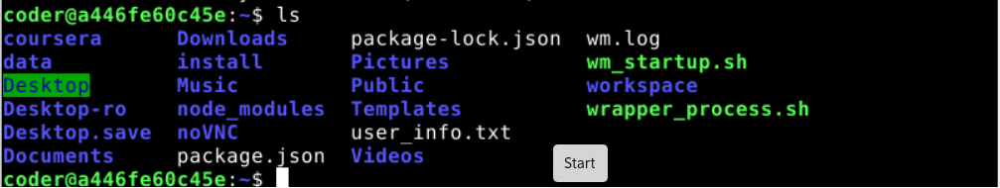 coder@a446fe60c45e:~$ ls
coursera Downloads package-lock.json wm.log
data install Pictures wm_startup.sh
Desktop Music Public workspace
Desktop-ro node_modules Templates wrapper_process.sh
Desktop.save noVNC user_info.txt
Documents package.json Videos
Start
coder@a446fe60c45e:~$